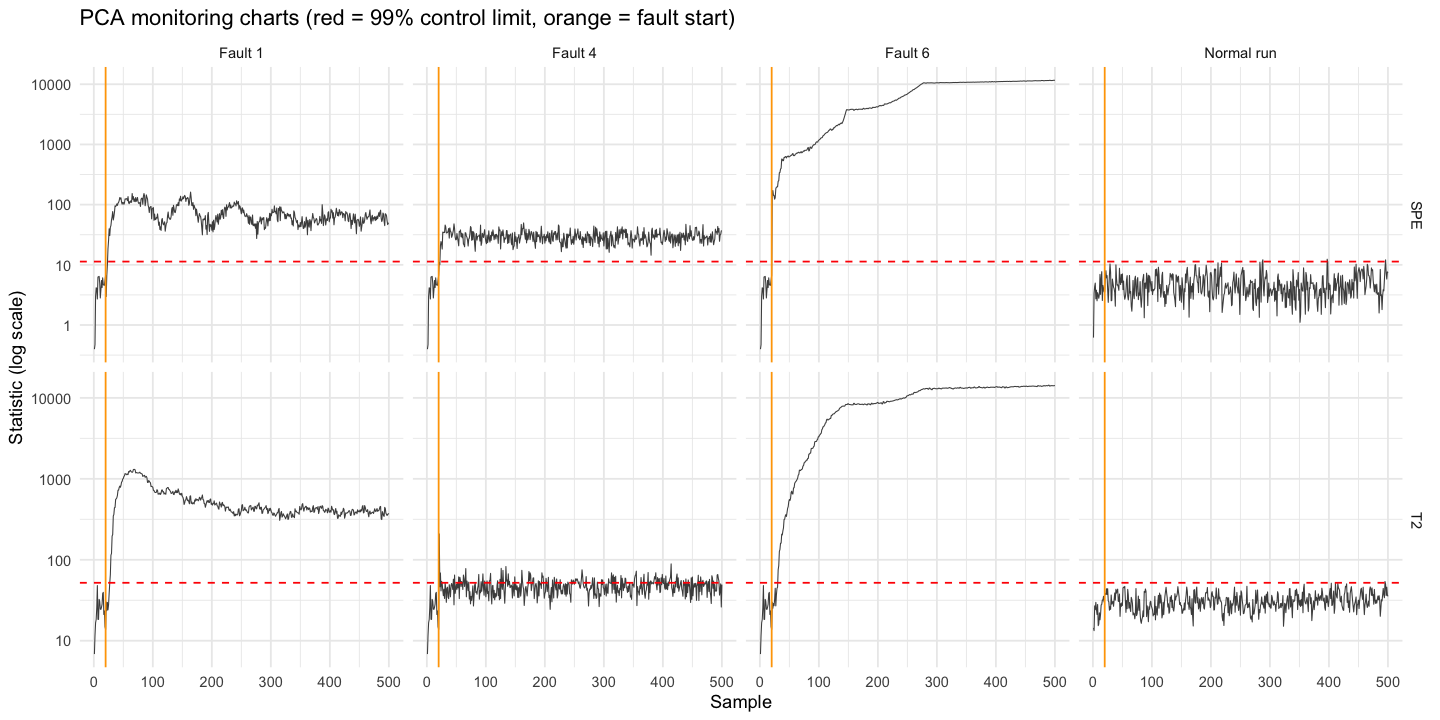 PCA monitoring charts (red = 99% control limit, orange = fault start)
Fault 1 Fault 4 Fault 6 Normal run
10000
1000
100
10
1
SPE
Statistic (log scale)
10000
1000
100
10
T2
0 100 200 300 400 500 0 100 200 300 400 500 0 100 200 300 400 500 0 100 200 300 400 500
Sample